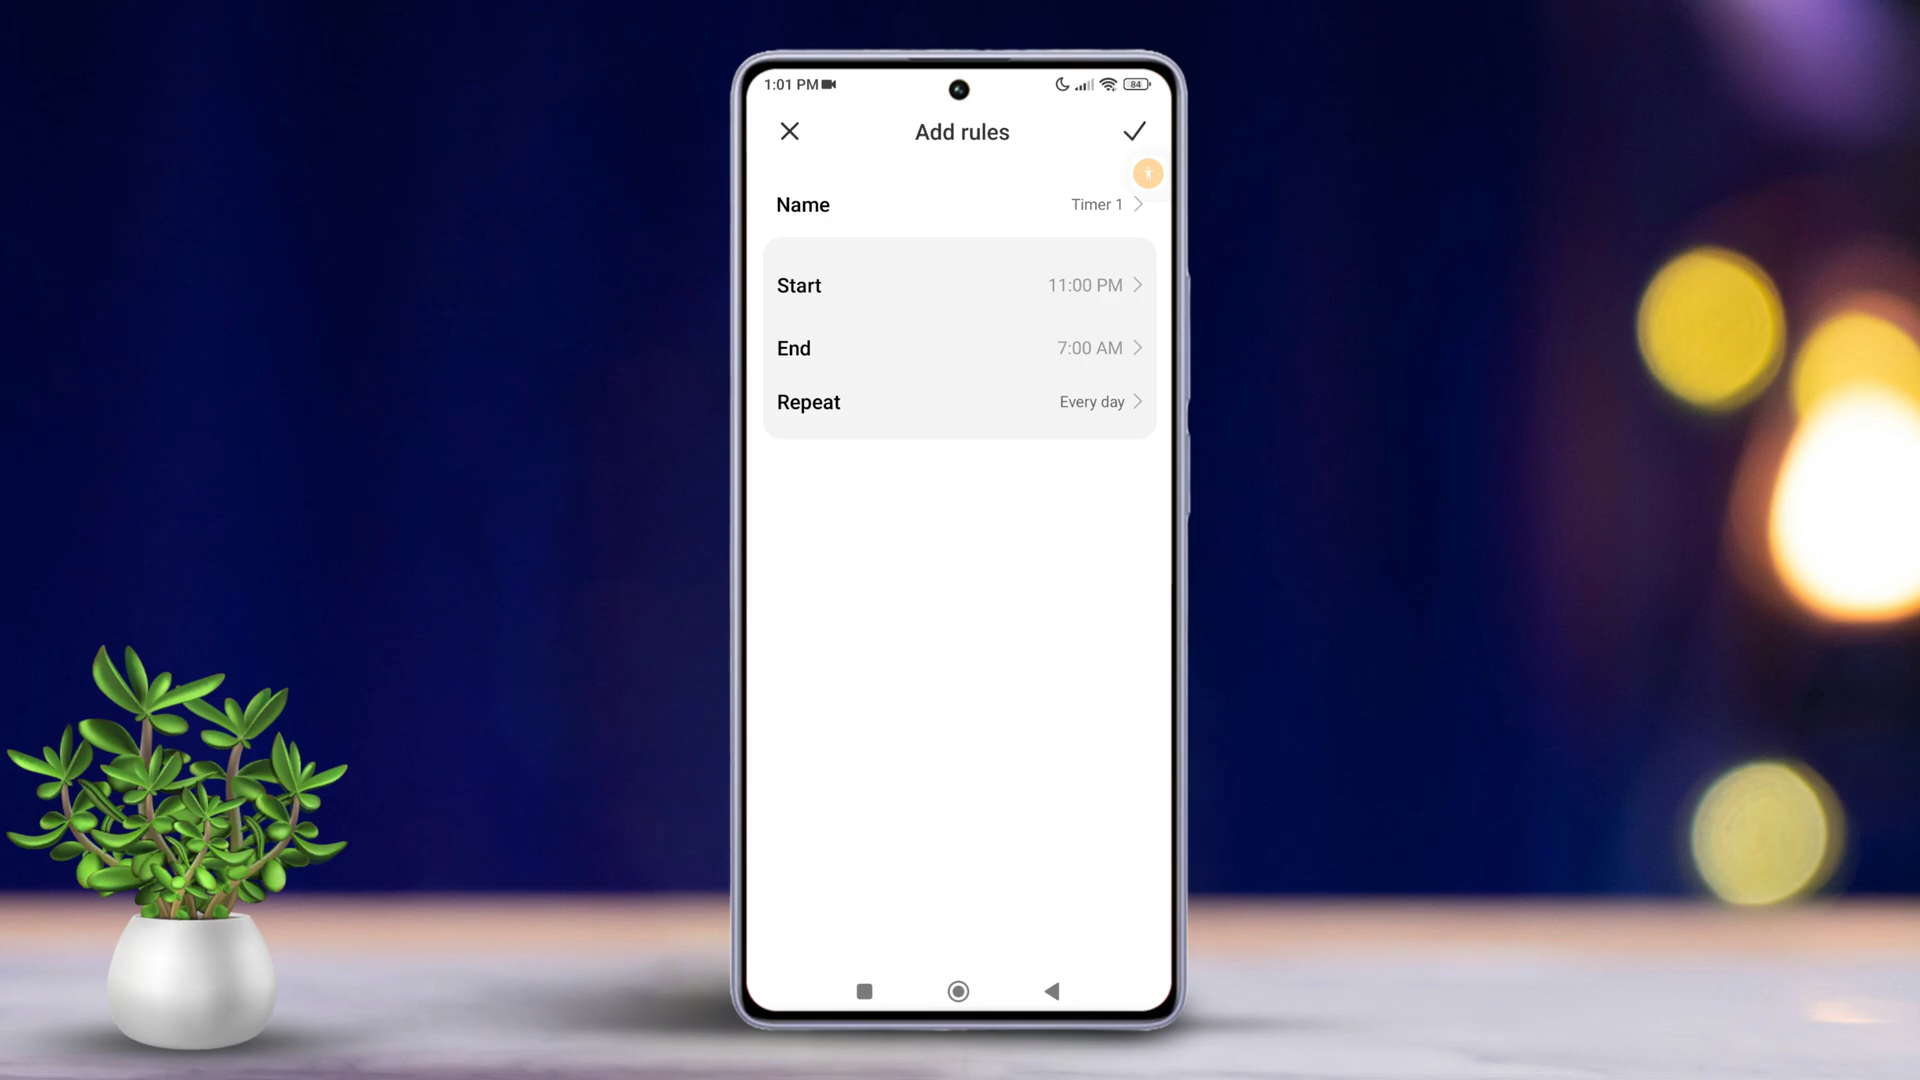 1:01 PM
84
Add rules
Name Timer 1
Start 11:00 PM
End 7:00 AM
Repeat Every day